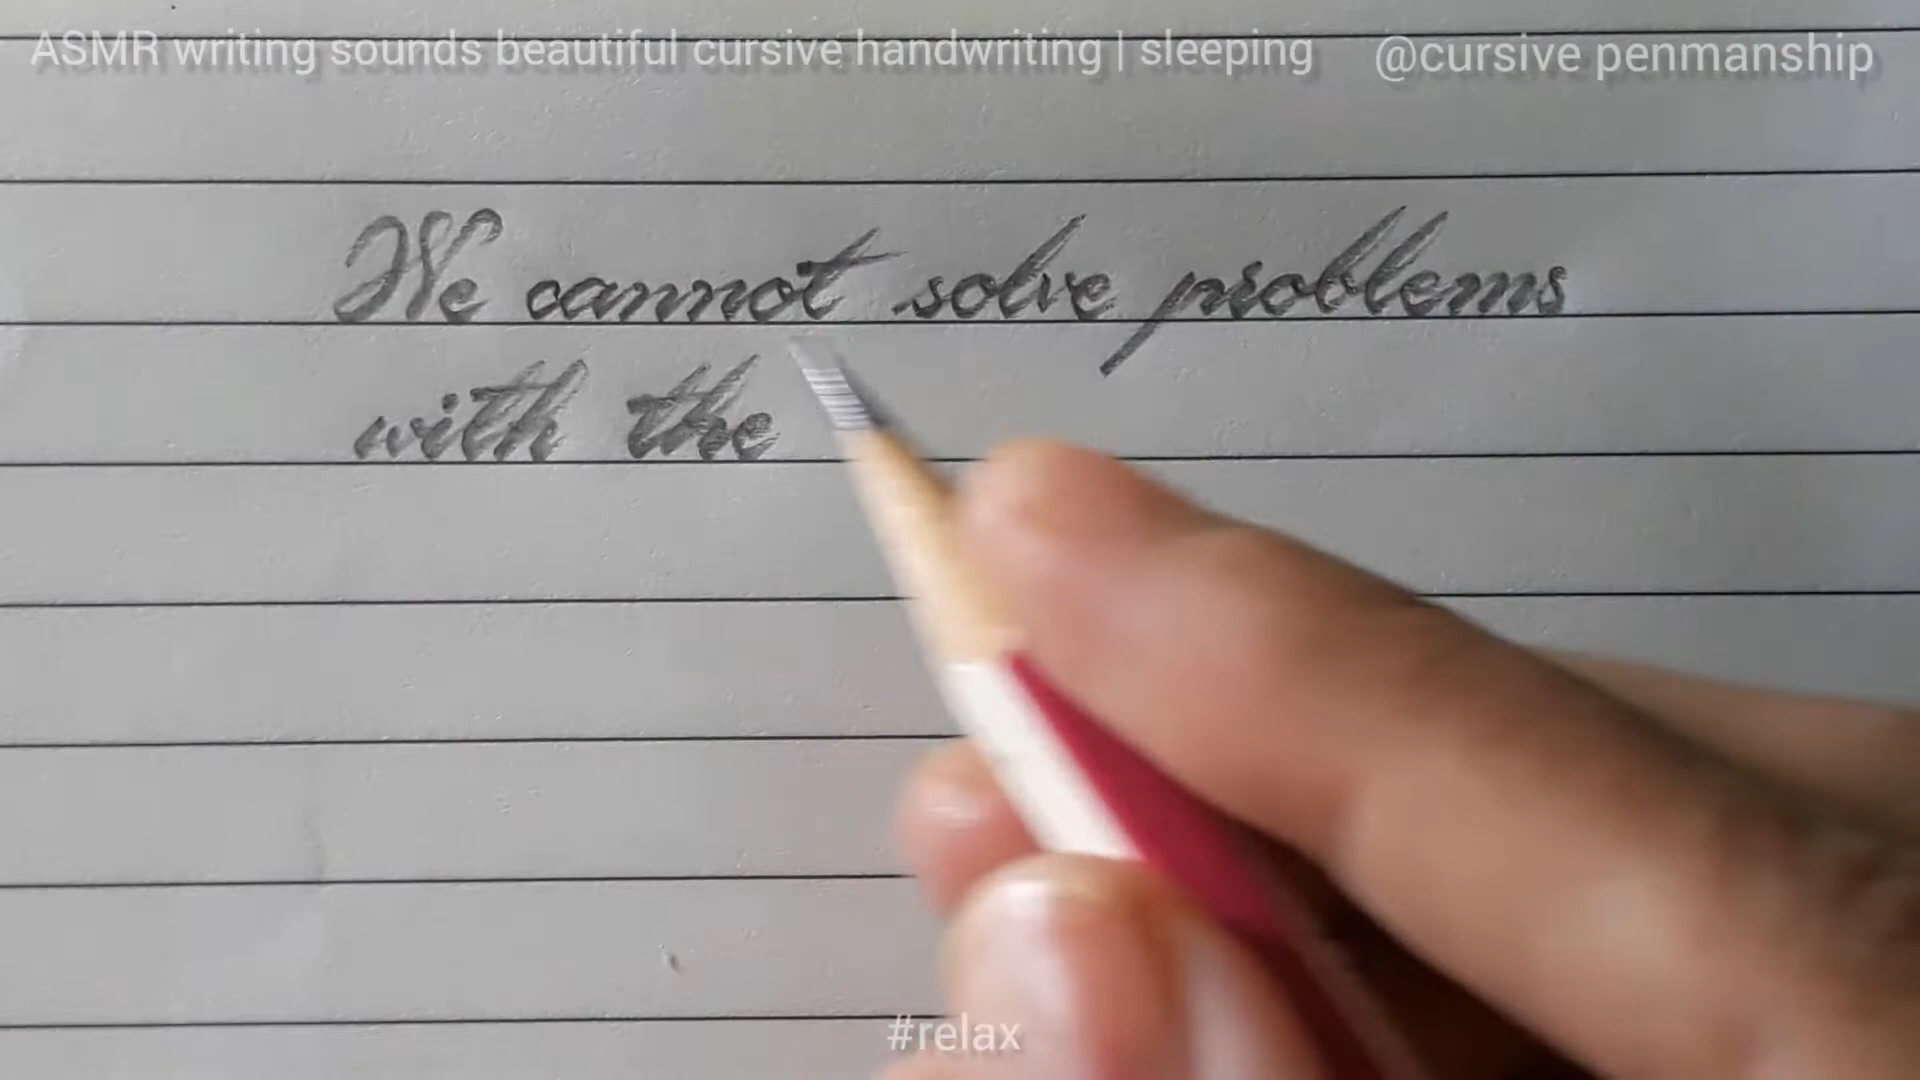 ASMR writing sounds beautiful cursive handwriting | sleeping @cursive penmanship
We cannot solve problems
with the
#relax